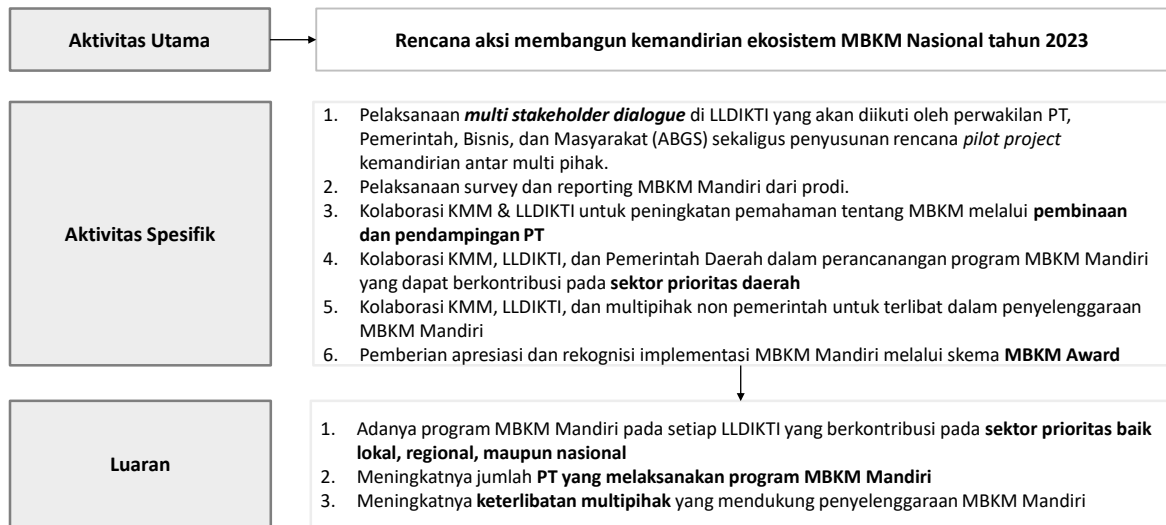 Aktivitas Utama
Rencana aksi membangun kemandirian ekosistem MBKM Nasional tahun 2023
Aktivitas Spesifik
1. Pelaksanaan multi stakeholder dialogue di LLDIKTI yang akan diikuti oleh perwakilan PT,
Pemerintah, Bisnis, dan Masyarakat (ABGS) sekaligus penyusunan rencana pilot project
kemandirian antar multi pihak.
2. Pelaksanaan survey dan reporting MBKM Mandiri dari prodi.
3. Kolaborasi KMM & LLDIKTI untuk peningkatan pemahaman tentang MBKM melalui pembinaan
dan pendampingan PT
4. Kolaborasi KMM, LLDIKTI, dan Pemerintah Daerah dalam perancanangan program MBKM Mandiri
yang dapat berkontribusi pada sektor prioritas daerah
5. Kolaborasi KMM, LLDIKTI, dan multipihak non pemerintah untuk terlibat dalam penyelenggaraan
MBKM Mandiri
6. Pemberian apresiasi dan rekognisi implementasi MBKM Mandiri melalui skema MBKM Award
Luaran
1. Adanya program MBKM Mandiri pada setiap LLDIKTI yang berkontribusi pada sektor prioritas baik
lokal, regional, maupun nasional
2. Meningkatnya jumlah PT yang melaksanakan program MBKM Mandiri
3. Meningkatnya keterlibatan multipihak yang mendukung penyelenggaraan MBKM Mandiri